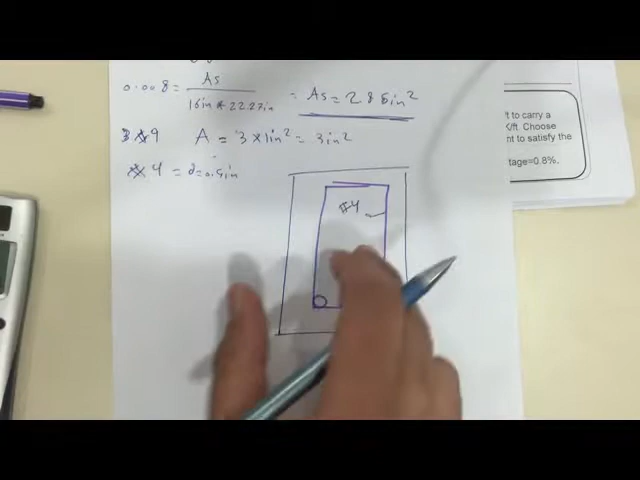 0.008 = As / 16in * 22.27in = As = 2.85in²
3#9 A = 3 x 1in² = 3in²
#4 = d=0.5in
#4
t to carry a
K/ft. Choose
nt to satisfy the
tage=0.8%.